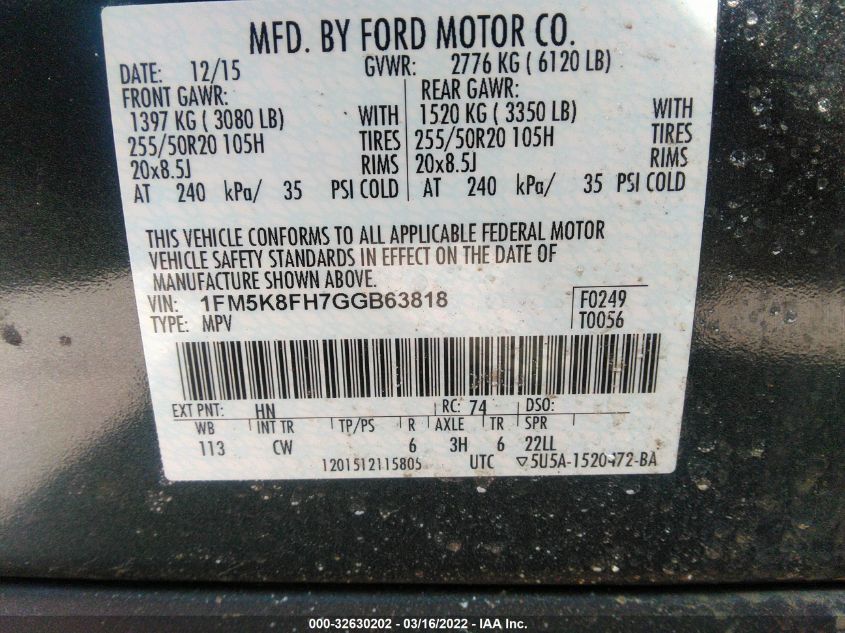 MFD. BY FORD MOTOR CO.
DATE: 12/15 GVWR: 2776 KG ( 6120 LB)
FRONT GAWR: REAR GAWR:
1397 KG ( 3080 LB) WITH 1520 KG ( 3350 LB) WITH
255/50R20 105H TIRES 255/50R20 105H TIRES
20x8.5J RIMS 20x8.5J RIMS
AT 240 kPa/ 35 PSI COLD AT 240 kPa/ 35 PSI COLD
THIS VEHICLE CONFORMS TO ALL APPLICABLE FEDERAL MOTOR
VEHICLE SAFETY STANDARDS IN EFFECT ON THE DATE OF
MANUFACTURE SHOWN ABOVE.
VIN: 1FM5K8FH7GGB63818 F0249
TYPE: MPV T0056
EXT PNT: HN RC: 74 DSO:
WB INT TR TP/PS R AXLE TR SPR
113 CW 6 3H 6 22LL
1201512115805 UTC ▽5U5A-1520472-BA
000-32630202 - 03/16/2022 - IAA Inc.